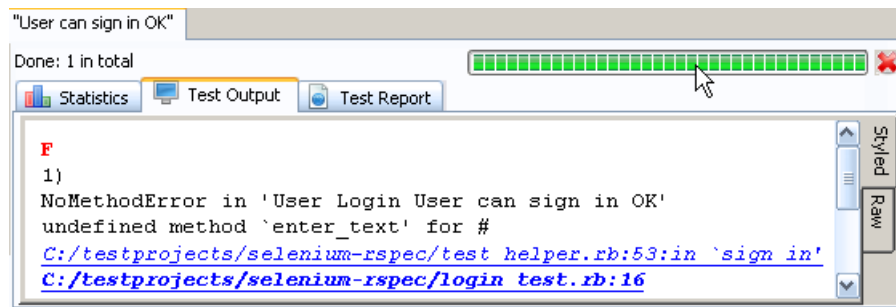 "User can sign in OK"
Done: 1 in total
Statistics Test Output Test Report
F
1)
NoMethodError in 'User Login User can sign in OK'
undefined method `enter_text' for #
C:/testprojects/selenium-rspec/test_helper.rb:53:in `sign_in'
C:/testprojects/selenium-rspec/login_test.rb:16
Styled
Raw